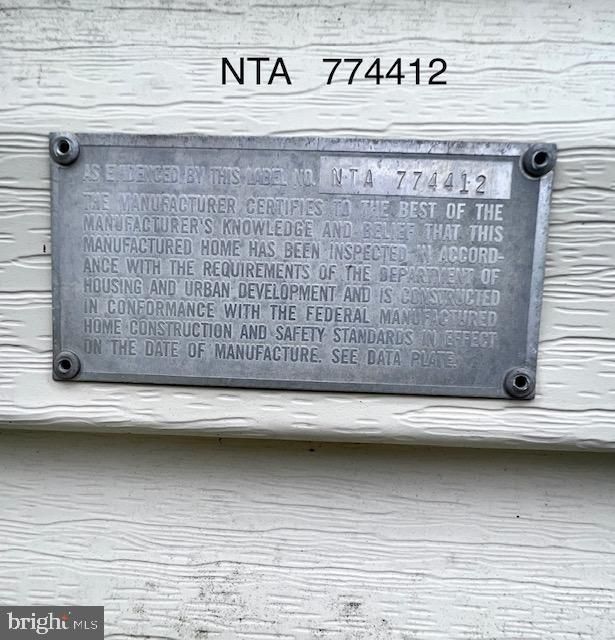 NTA 774412
AS EVIDENCED BY THIS LABEL NO. NTA 774412
THE MANUFACTURER CERTIFIES TO THE BEST OF THE
MANUFACTURER'S KNOWLEDGE AND BELIEF THAT THIS
MANUFACTURED HOME HAS BEEN INSPECTED IN ACCORD-
ANCE WITH THE REQUIREMENTS OF THE DEPARTMENT OF
HOUSING AND URBAN DEVELOPMENT AND IS CONSTRUCTED
IN CONFORMANCE WITH THE FEDERAL MANUFACTURED
HOME CONSTRUCTION AND SAFETY STANDARDS IN EFFECT
ON THE DATE OF MANUFACTURE. SEE DATA PLATE.
bright MLS